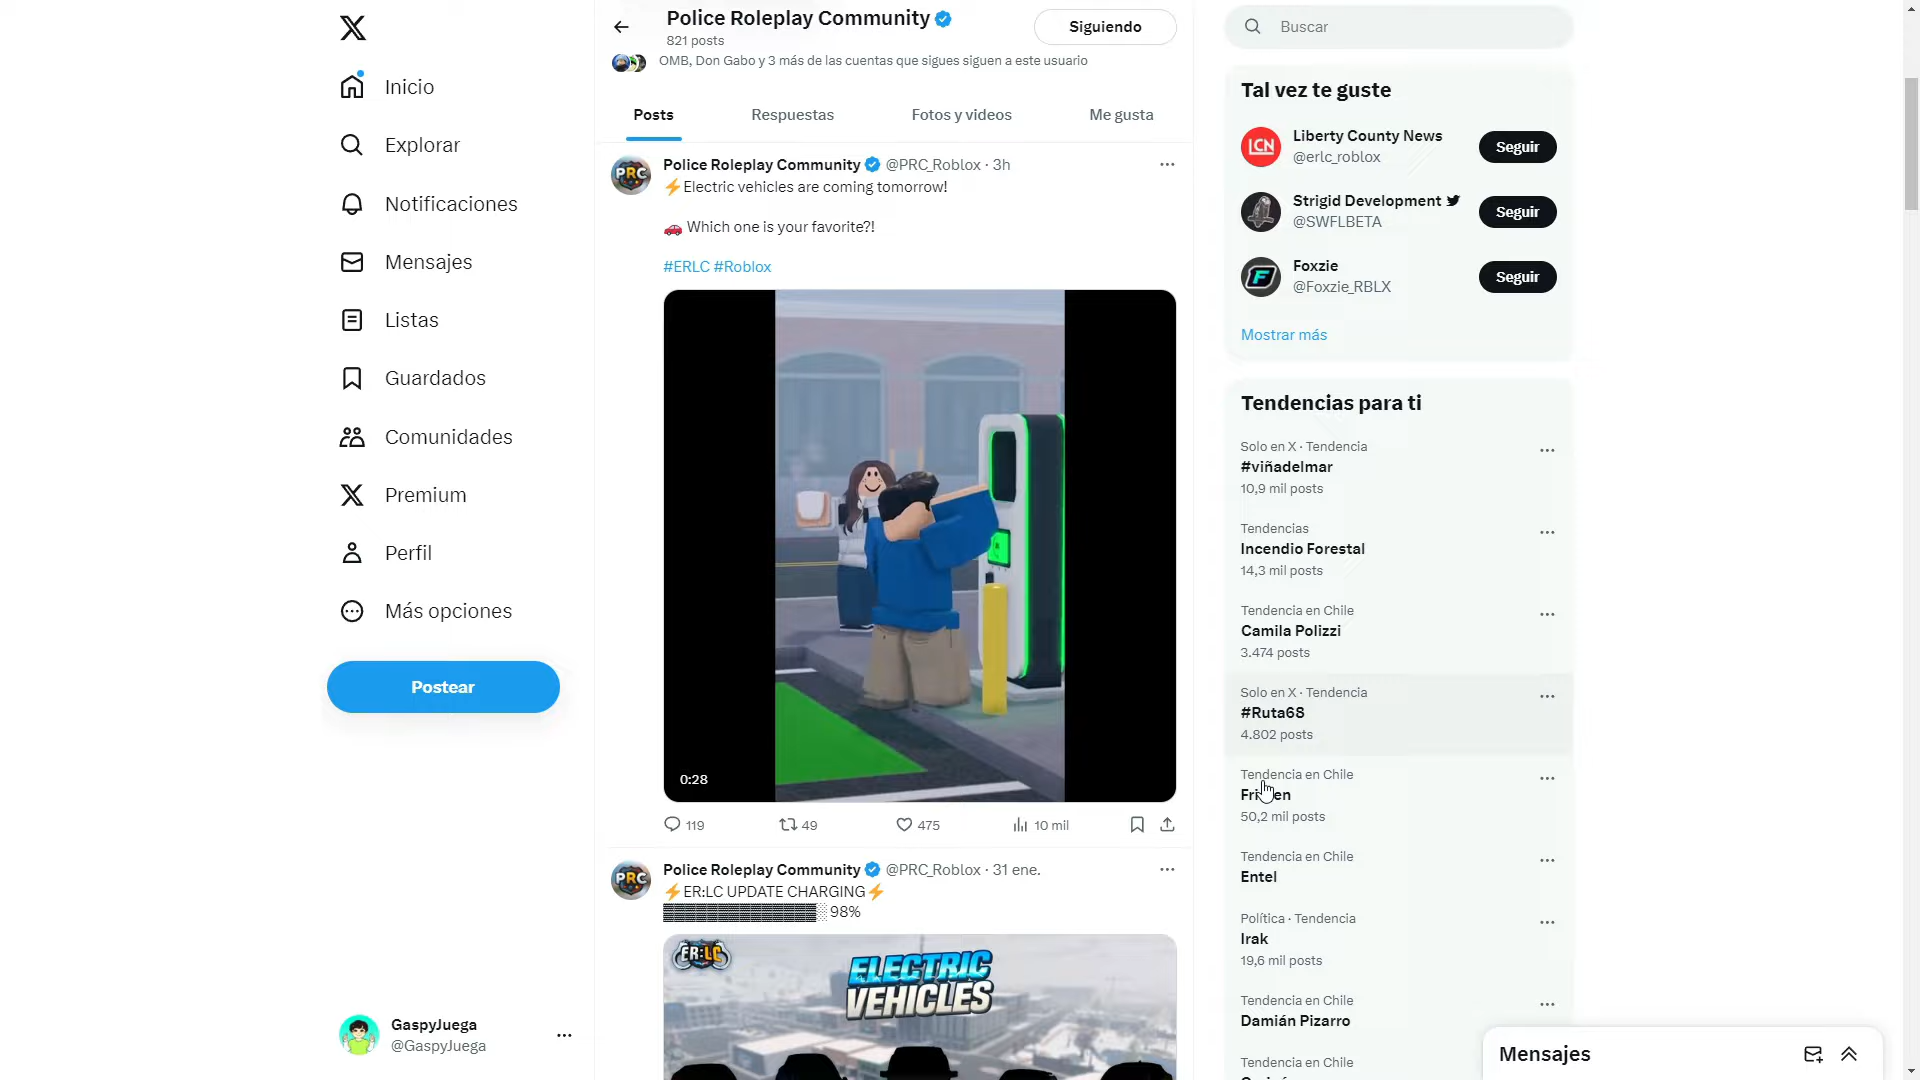 Inicio
Explorar
Notificaciones
Mensajes
Listas
Guardados
Comunidades
Premium
Perfil
Más opciones
Postear
GaspyJuega
@GaspyJuega
Police Roleplay Community
821 posts
Siguiendo
OMB, Don Gabo y 3 más de las cuentas que sigues siguen a este usuario
Posts
Respuestas
Fotos y videos
Me gusta
PRC
Police Roleplay Community @PRC_Roblox · 3h
⚡Electric vehicles are coming tomorrow!
🚗 Which one is your favorite?!
#ERLC #Roblox
0:28
119
49
475
10 mil
PRC
Police Roleplay Community @PRC_Roblox · 31 ene.
⚡ER:LC UPDATE CHARGING⚡
▓▓▓▓▓▓▓▓▓▓▓▓▓▓▓░ 98%
ER:LC
ELECTRIC
VEHICLES
Buscar
Tal vez te guste
LCN
Liberty County News
@erlc_roblox
Seguir
Strigid Development
@SWFLBETA
Seguir
F
Foxzie
@Foxzie_RBLX
Seguir
Mostrar más
Tendencias para ti
Solo en X · Tendencia
#viñadelmar
10,9 mil posts
Tendencias
Incendio Forestal
14,3 mil posts
Tendencia en Chile
Camila Polizzi
3.474 posts
Solo en X · Tendencia
#Ruta68
4.802 posts
Tendencia en Chile
50,2 mil posts
Tendencia en Chile
Entel
Política · Tendencia
Irak
19,6 mil posts
Tendencia en Chile
Damián Pizarro
Tendencia en Chile
Mensajes